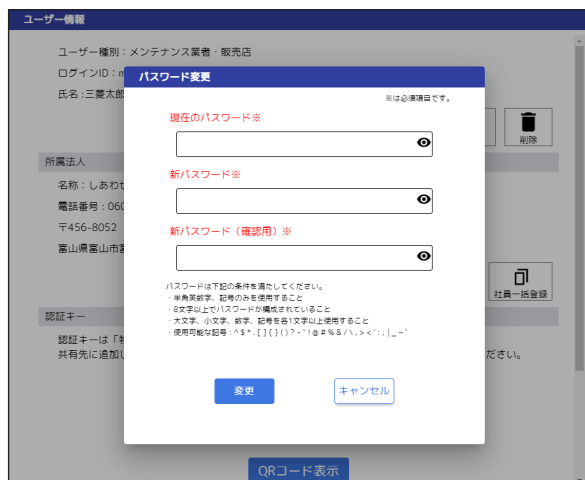 ユーザー情報
ユーザー種別：メンテナンス業者・販売店
ログインID：
氏名：三菱太郎
パスワード変更
※は必須項目です。
現在のパスワード※
新パスワード※
新パスワード（確認用）※
パスワードは下記の条件を満たしてください。
・半角英数字、記号のみを使用すること
・8文字以上でパスワードが構成されていること
・大文字、小文字、数字、記号を各1文字以上使用すること
・使用可能な記号：^ $ * . [ ] { } ( ) ? - " ! @ # % & / \ , > < ' : ; | _ ~ `
変更
キャンセル
削除
所属法人
名称：しあわせ
電話番号：060
〒456-8052
富山県富山市
社員一括登録
認証キー
認証キーは「
共有先に追加し
ださい。
QRコード表示